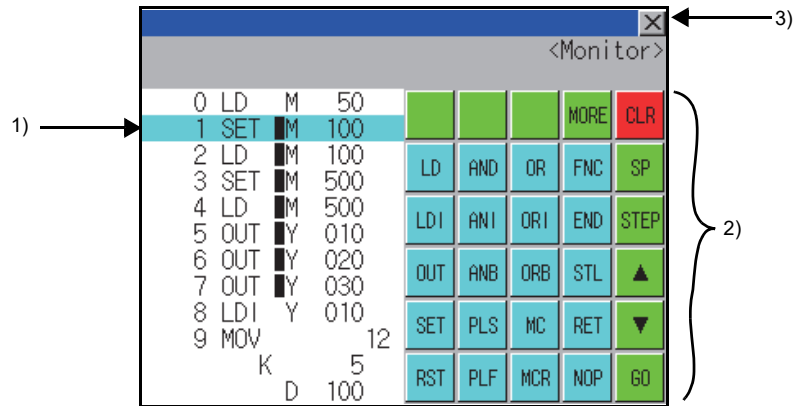 3)
<Monitor>
1)
0 LD M 50
1 SET M 100
2 LD M 100
3 SET M 500
4 LD M 500
5 OUT Y 010
6 OUT Y 020
7 OUT Y 030
8 LDI Y 010
9 MOV 12
K 5
D 100
MORE CLR
LD AND OR FNC SP
LDI ANI ORI END STEP
OUT ANB ORB STL ▲
SET PLS MC RET ▼
RST PLF MCR NOP GO
2)